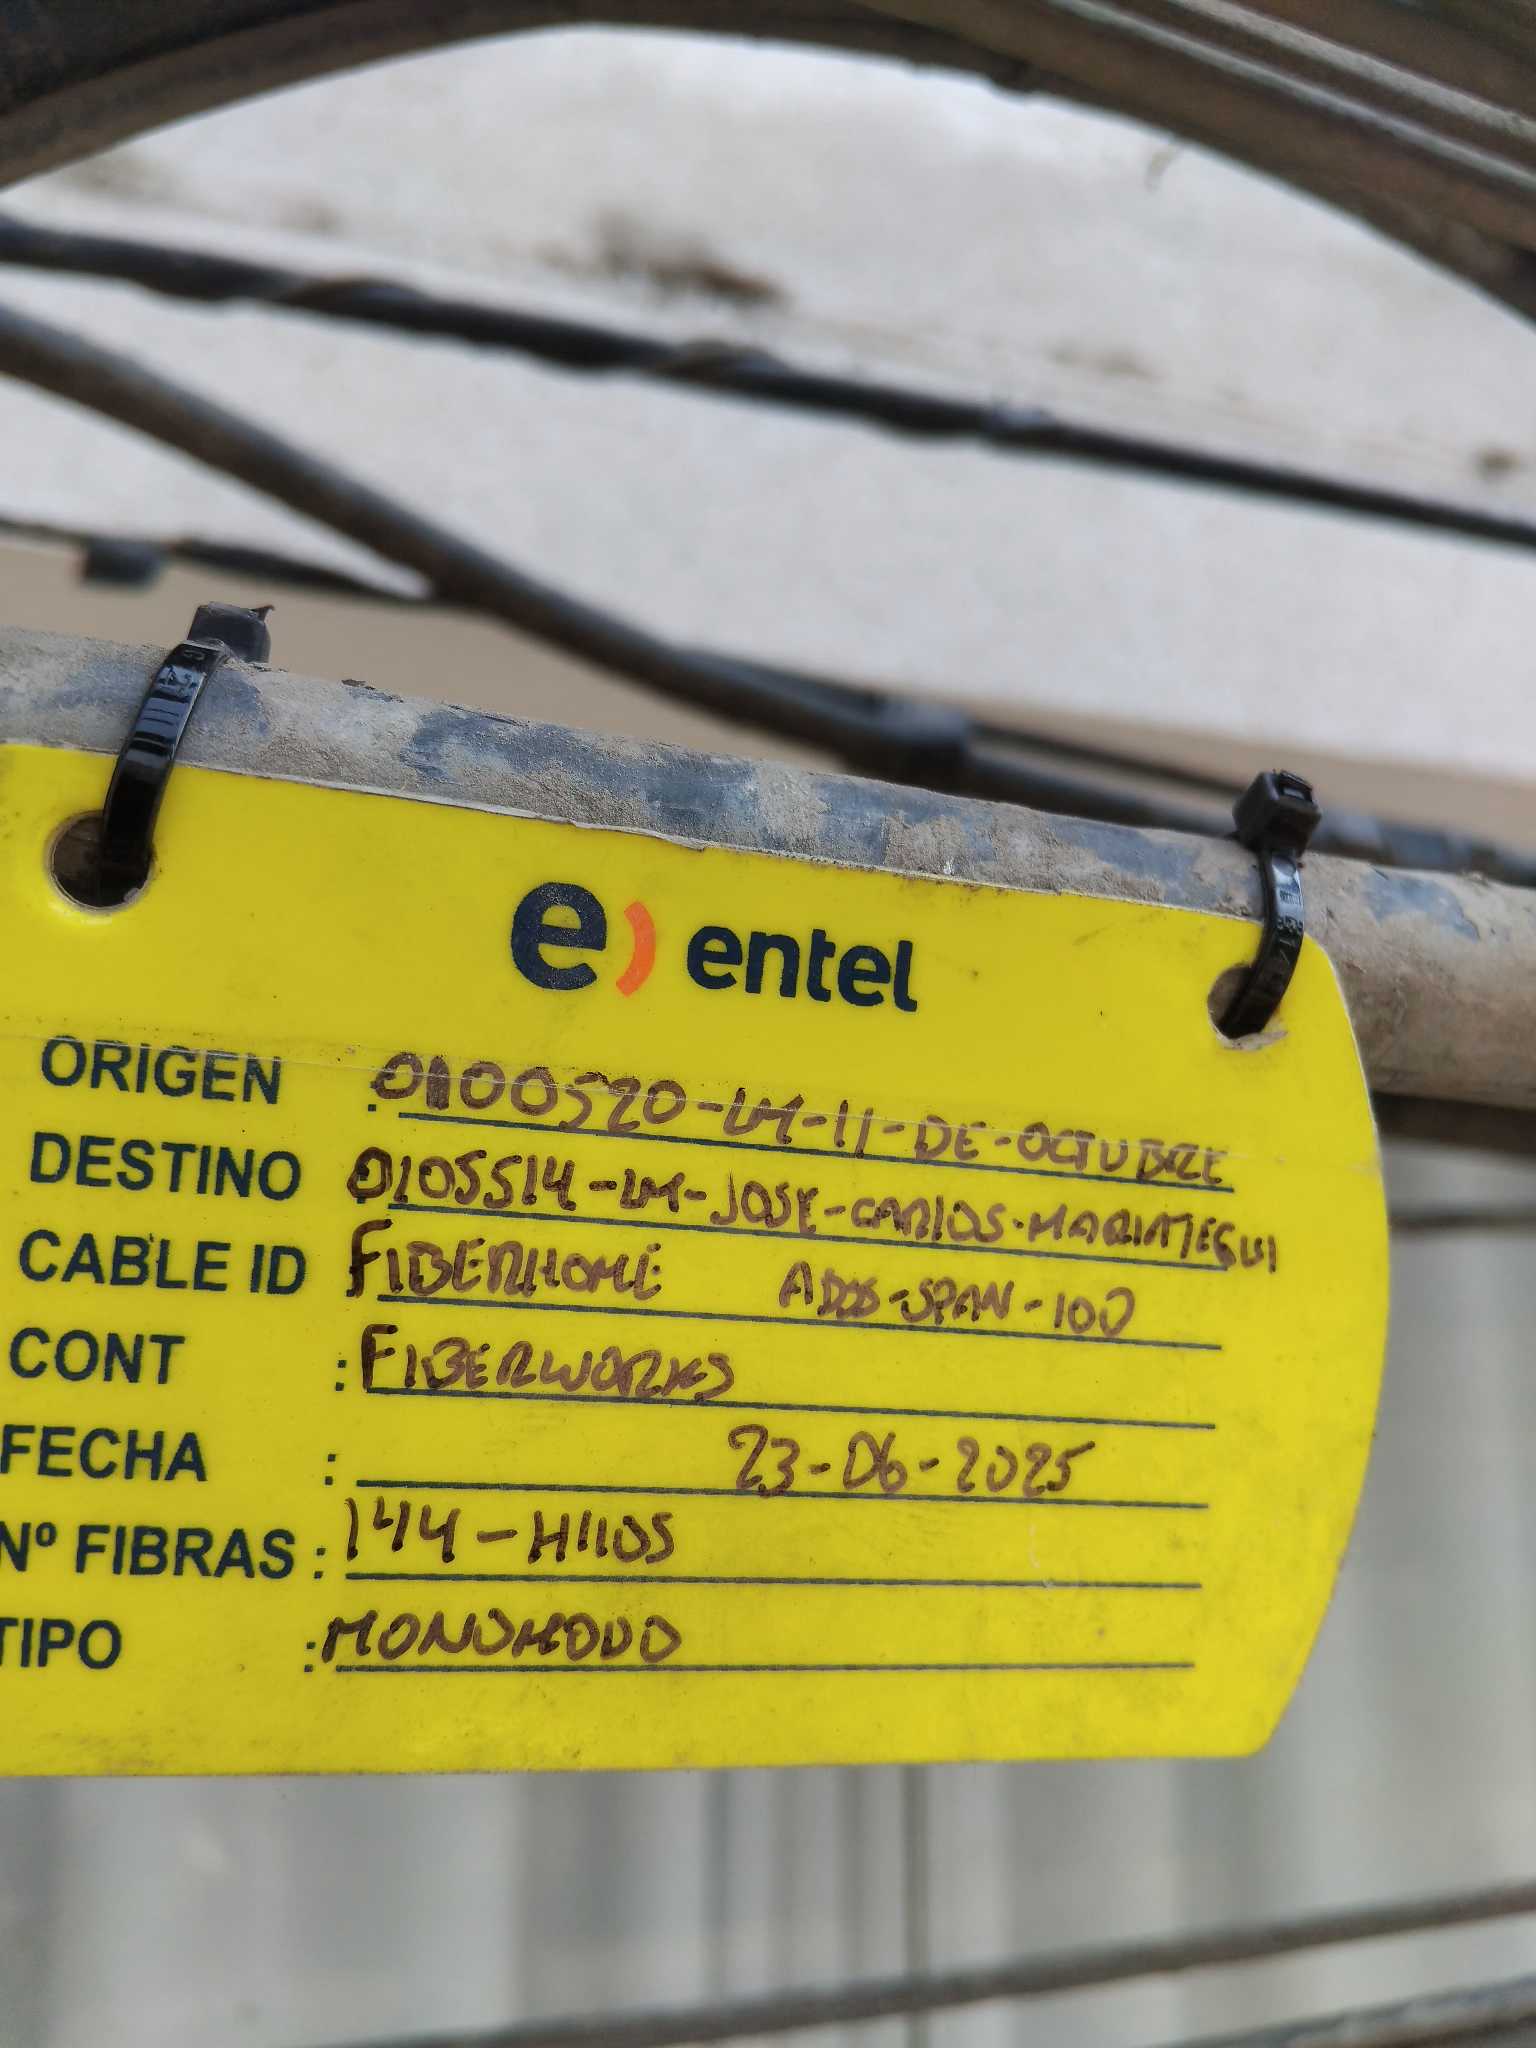 e) entel
ORIGEN : 0100520-LM-11-DE-OCTUBRE
DESTINO 0105514-LM-JOSE-CARLOS-MARIATEGUI
CABLE ID FIBERHOME ADSS-SPAN-100
CONT : FIBERWORKS
FECHA : 23-06-2025
Nº FIBRAS : 144-HIIOS
TIPO : MONOMODO